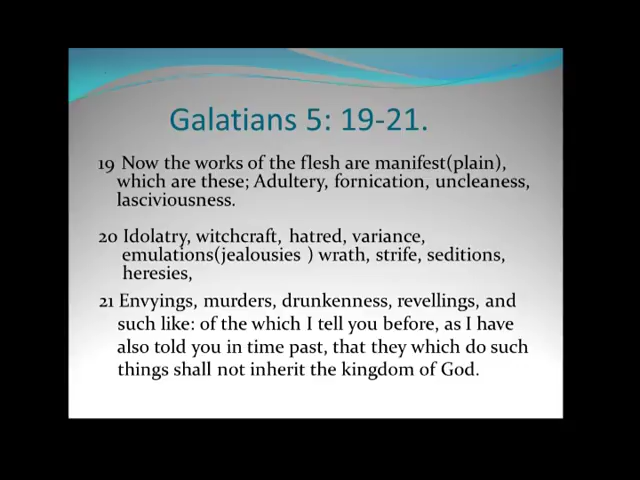 Galatians 5: 19-21.
19 Now the works of the flesh are manifest(plain),
which are these; Adultery, fornication, uncleaness,
lasciviousness.
20 Idolatry, witchcraft, hatred, variance,
emulations(jealousies ) wrath, strife, seditions,
heresies,
21 Envyings, murders, drunkenness, revellings, and
such like: of the which I tell you before, as I have
also told you in time past, that they which do such
things shall not inherit the kingdom of God.